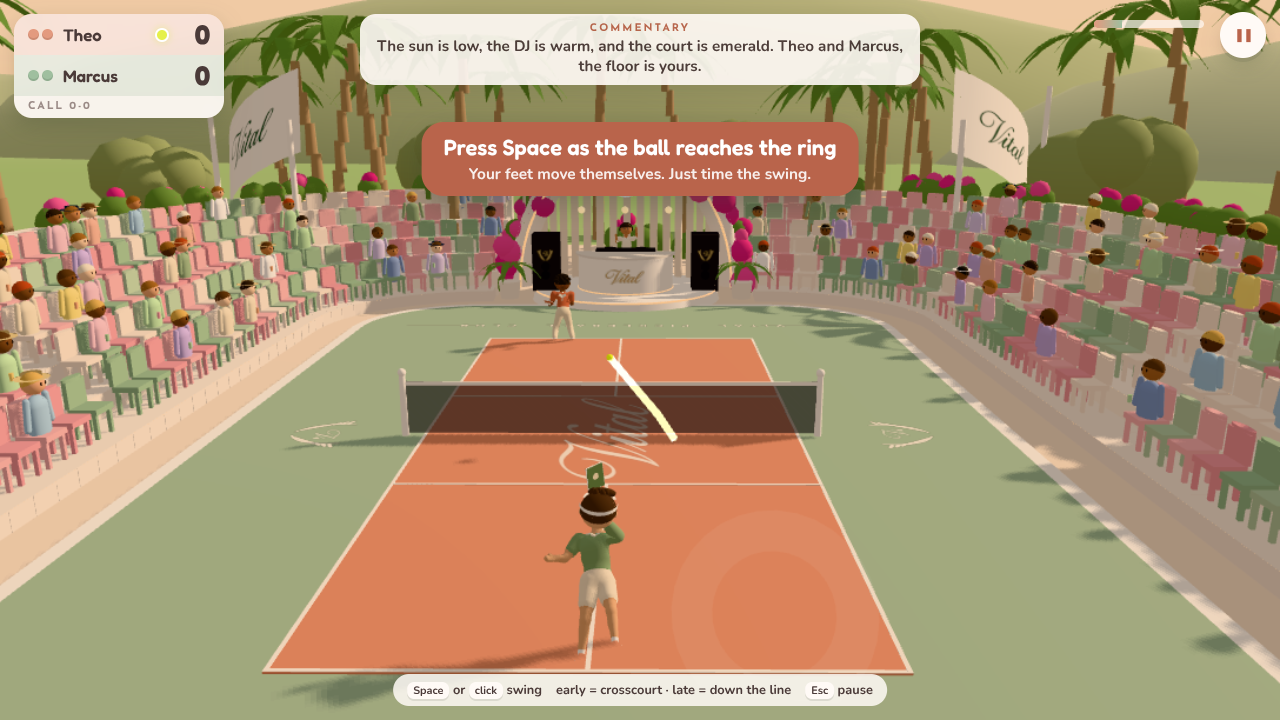 Theo 0
Marcus 0
CALL 0-0
COMMENTARY
The sun is low, the DJ is warm, and the court is emerald. Theo and Marcus,
the floor is yours.
Press Space as the ball reaches the ring
Your feet move themselves. Just time the swing.
Vital
Vital
Vital
Vital
Space or click swing early = crosscourt · late = down the line Esc pause